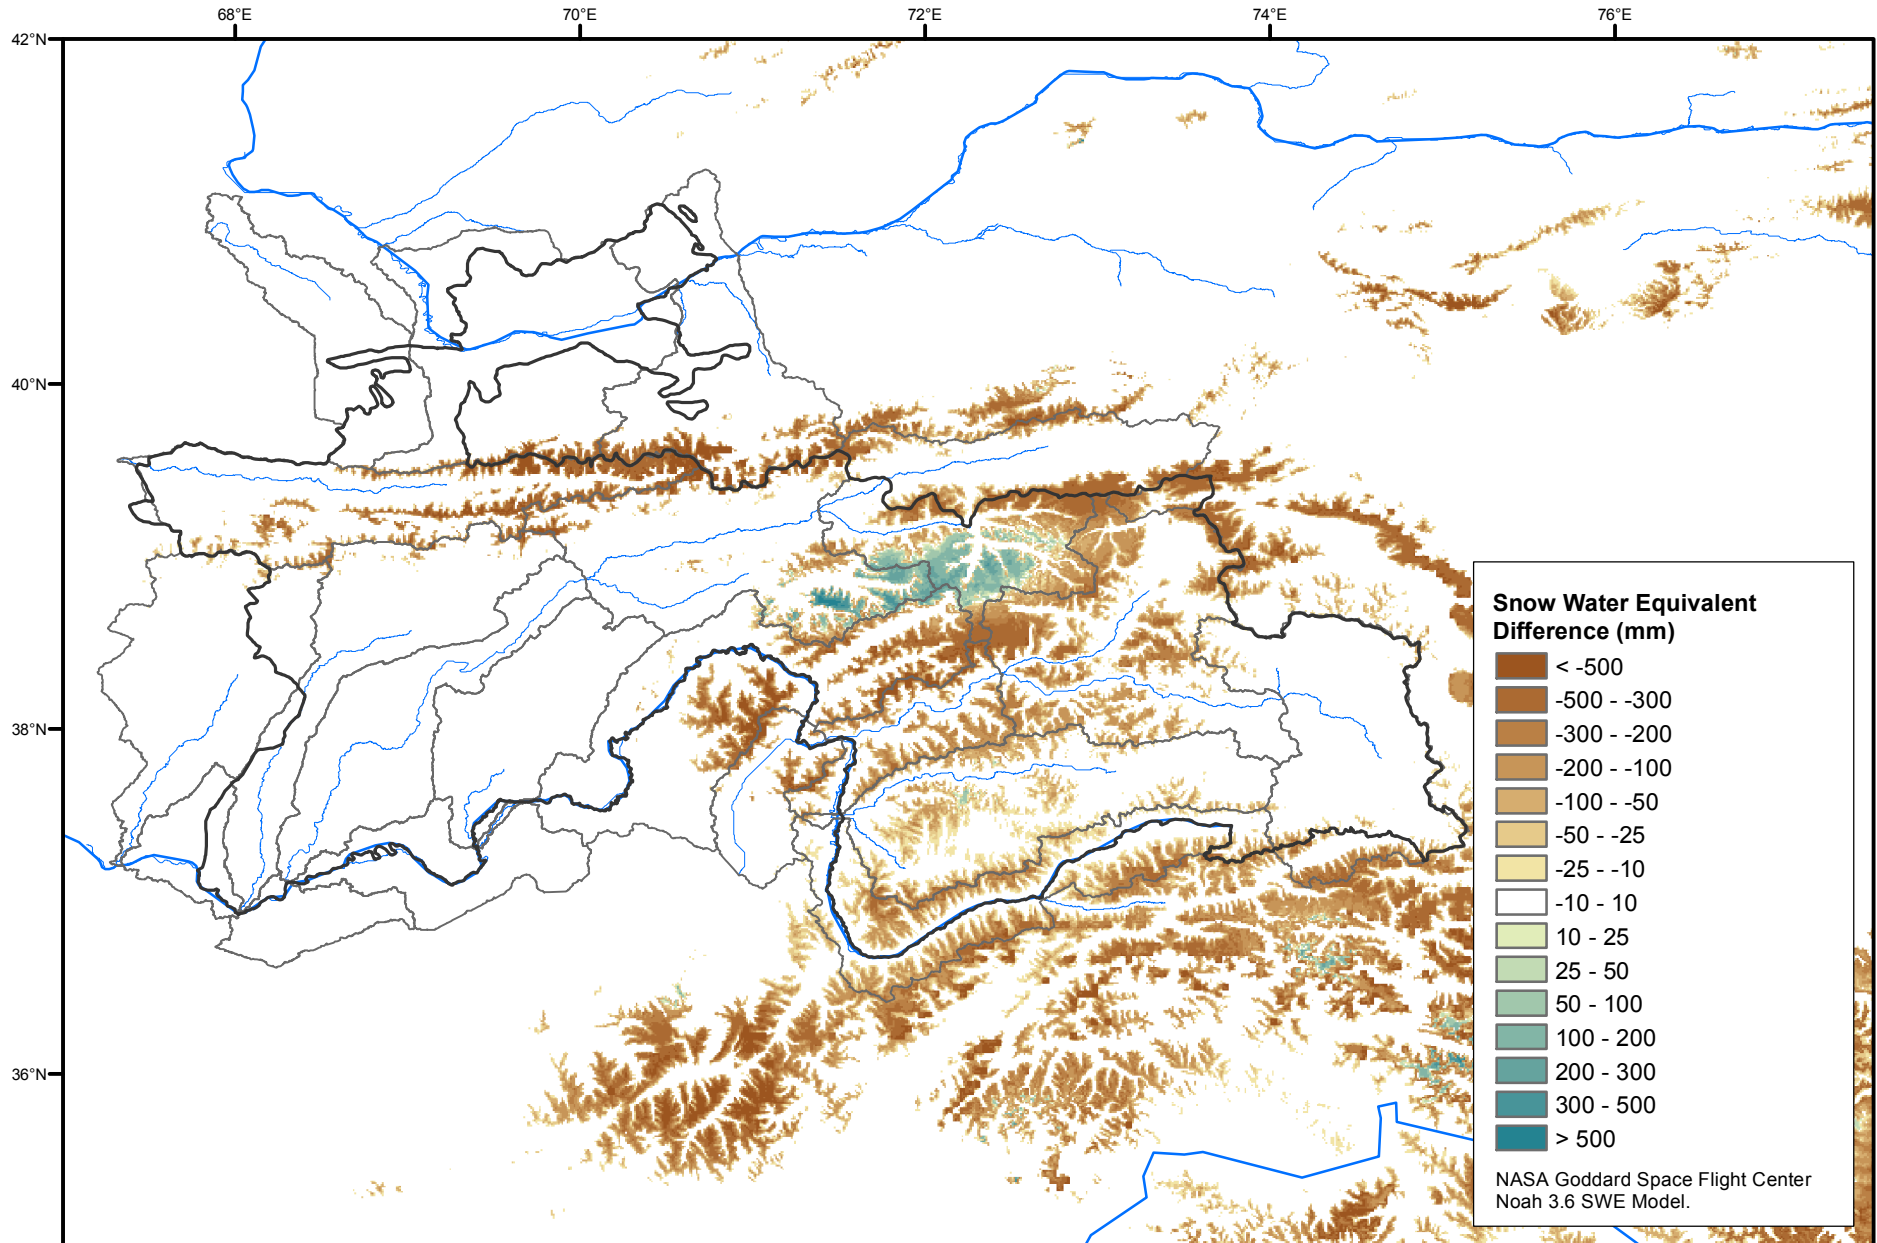 68°E
70°E
72°E
74°E
76°E
42°N
40°N
38°N
36°N
Snow Water Equivalent
Difference (mm)
< -500
-500 - -300
-300 - -200
-200 - -100
-100 - -50
-50 - -25
-25 - -10
-10 - 10
10 - 25
25 - 50
50 - 100
100 - 200
200 - 300
300 - 500
> 500
NASA Goddard Space Flight Center
Noah 3.6 SWE Model.